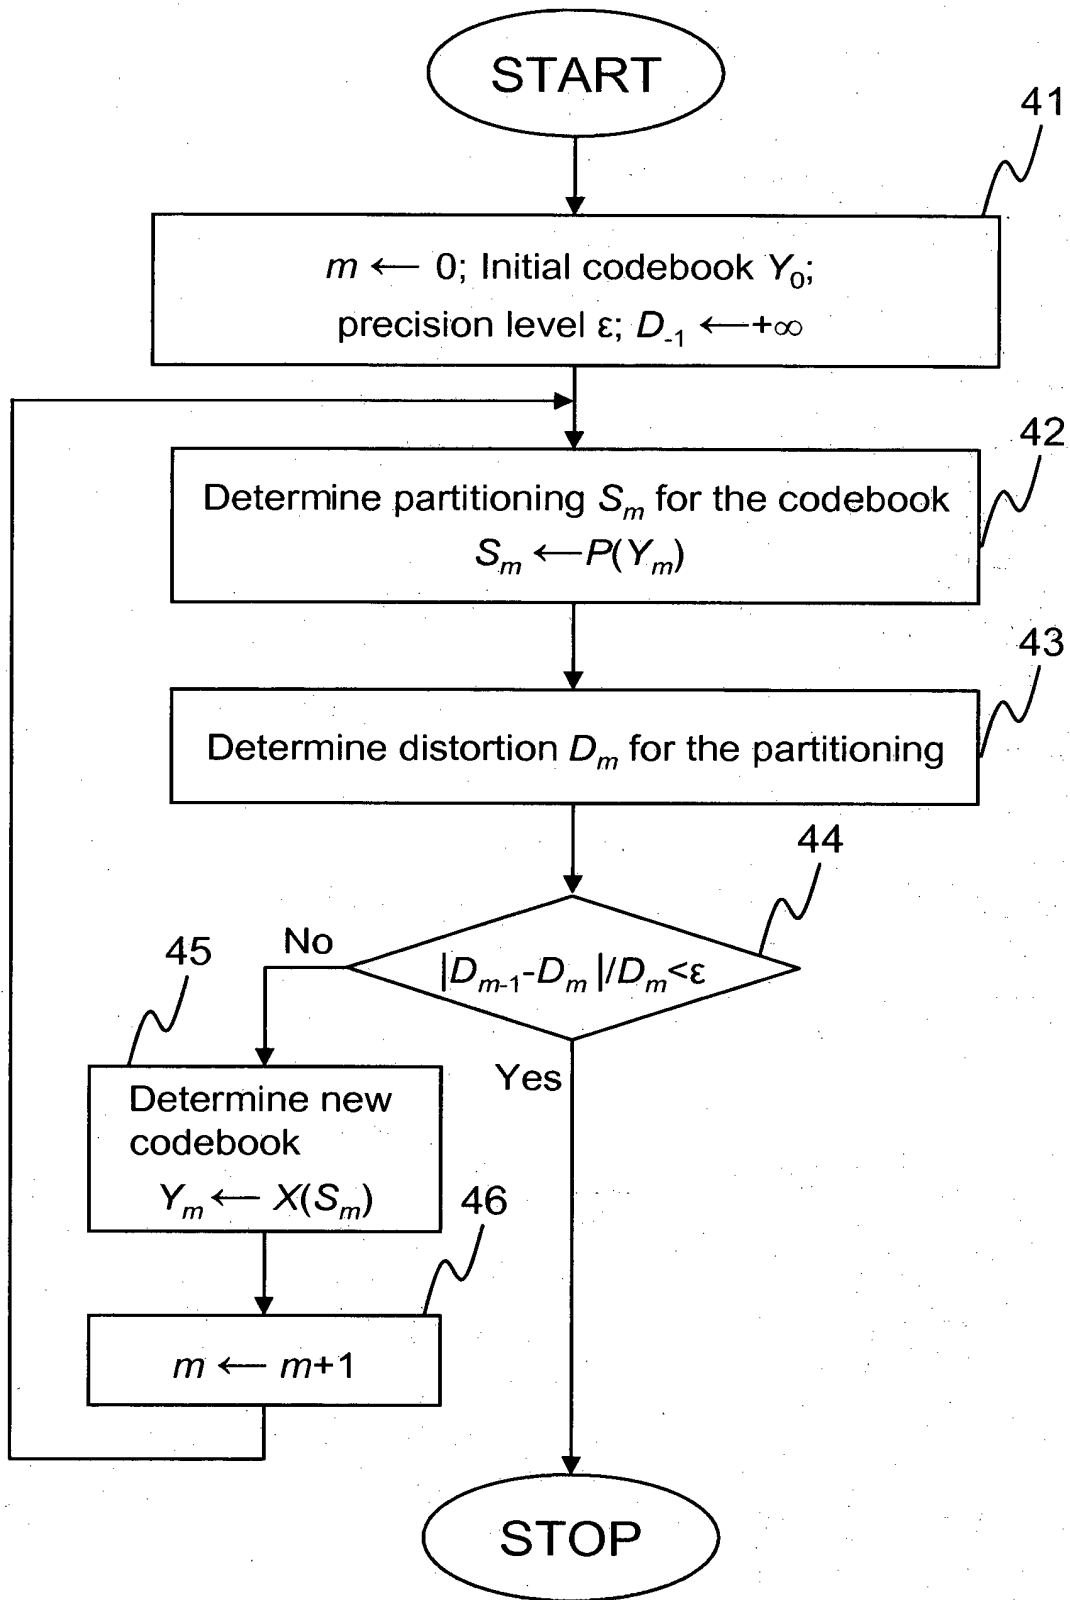 START
41
m ← 0; Initial codebook Y₀;
precision level ε; D₋₁ ←+∞
42
Determine partitioning Sₘ for the codebook
Sₘ ←P(Yₘ)
43
Determine distortion Dₘ for the partitioning
44
|Dₘ₋₁-Dₘ |/Dₘ<ε
No
Yes
45
Determine new
codebook
Yₘ ← X(Sₘ)
46
m ← m+1
STOP